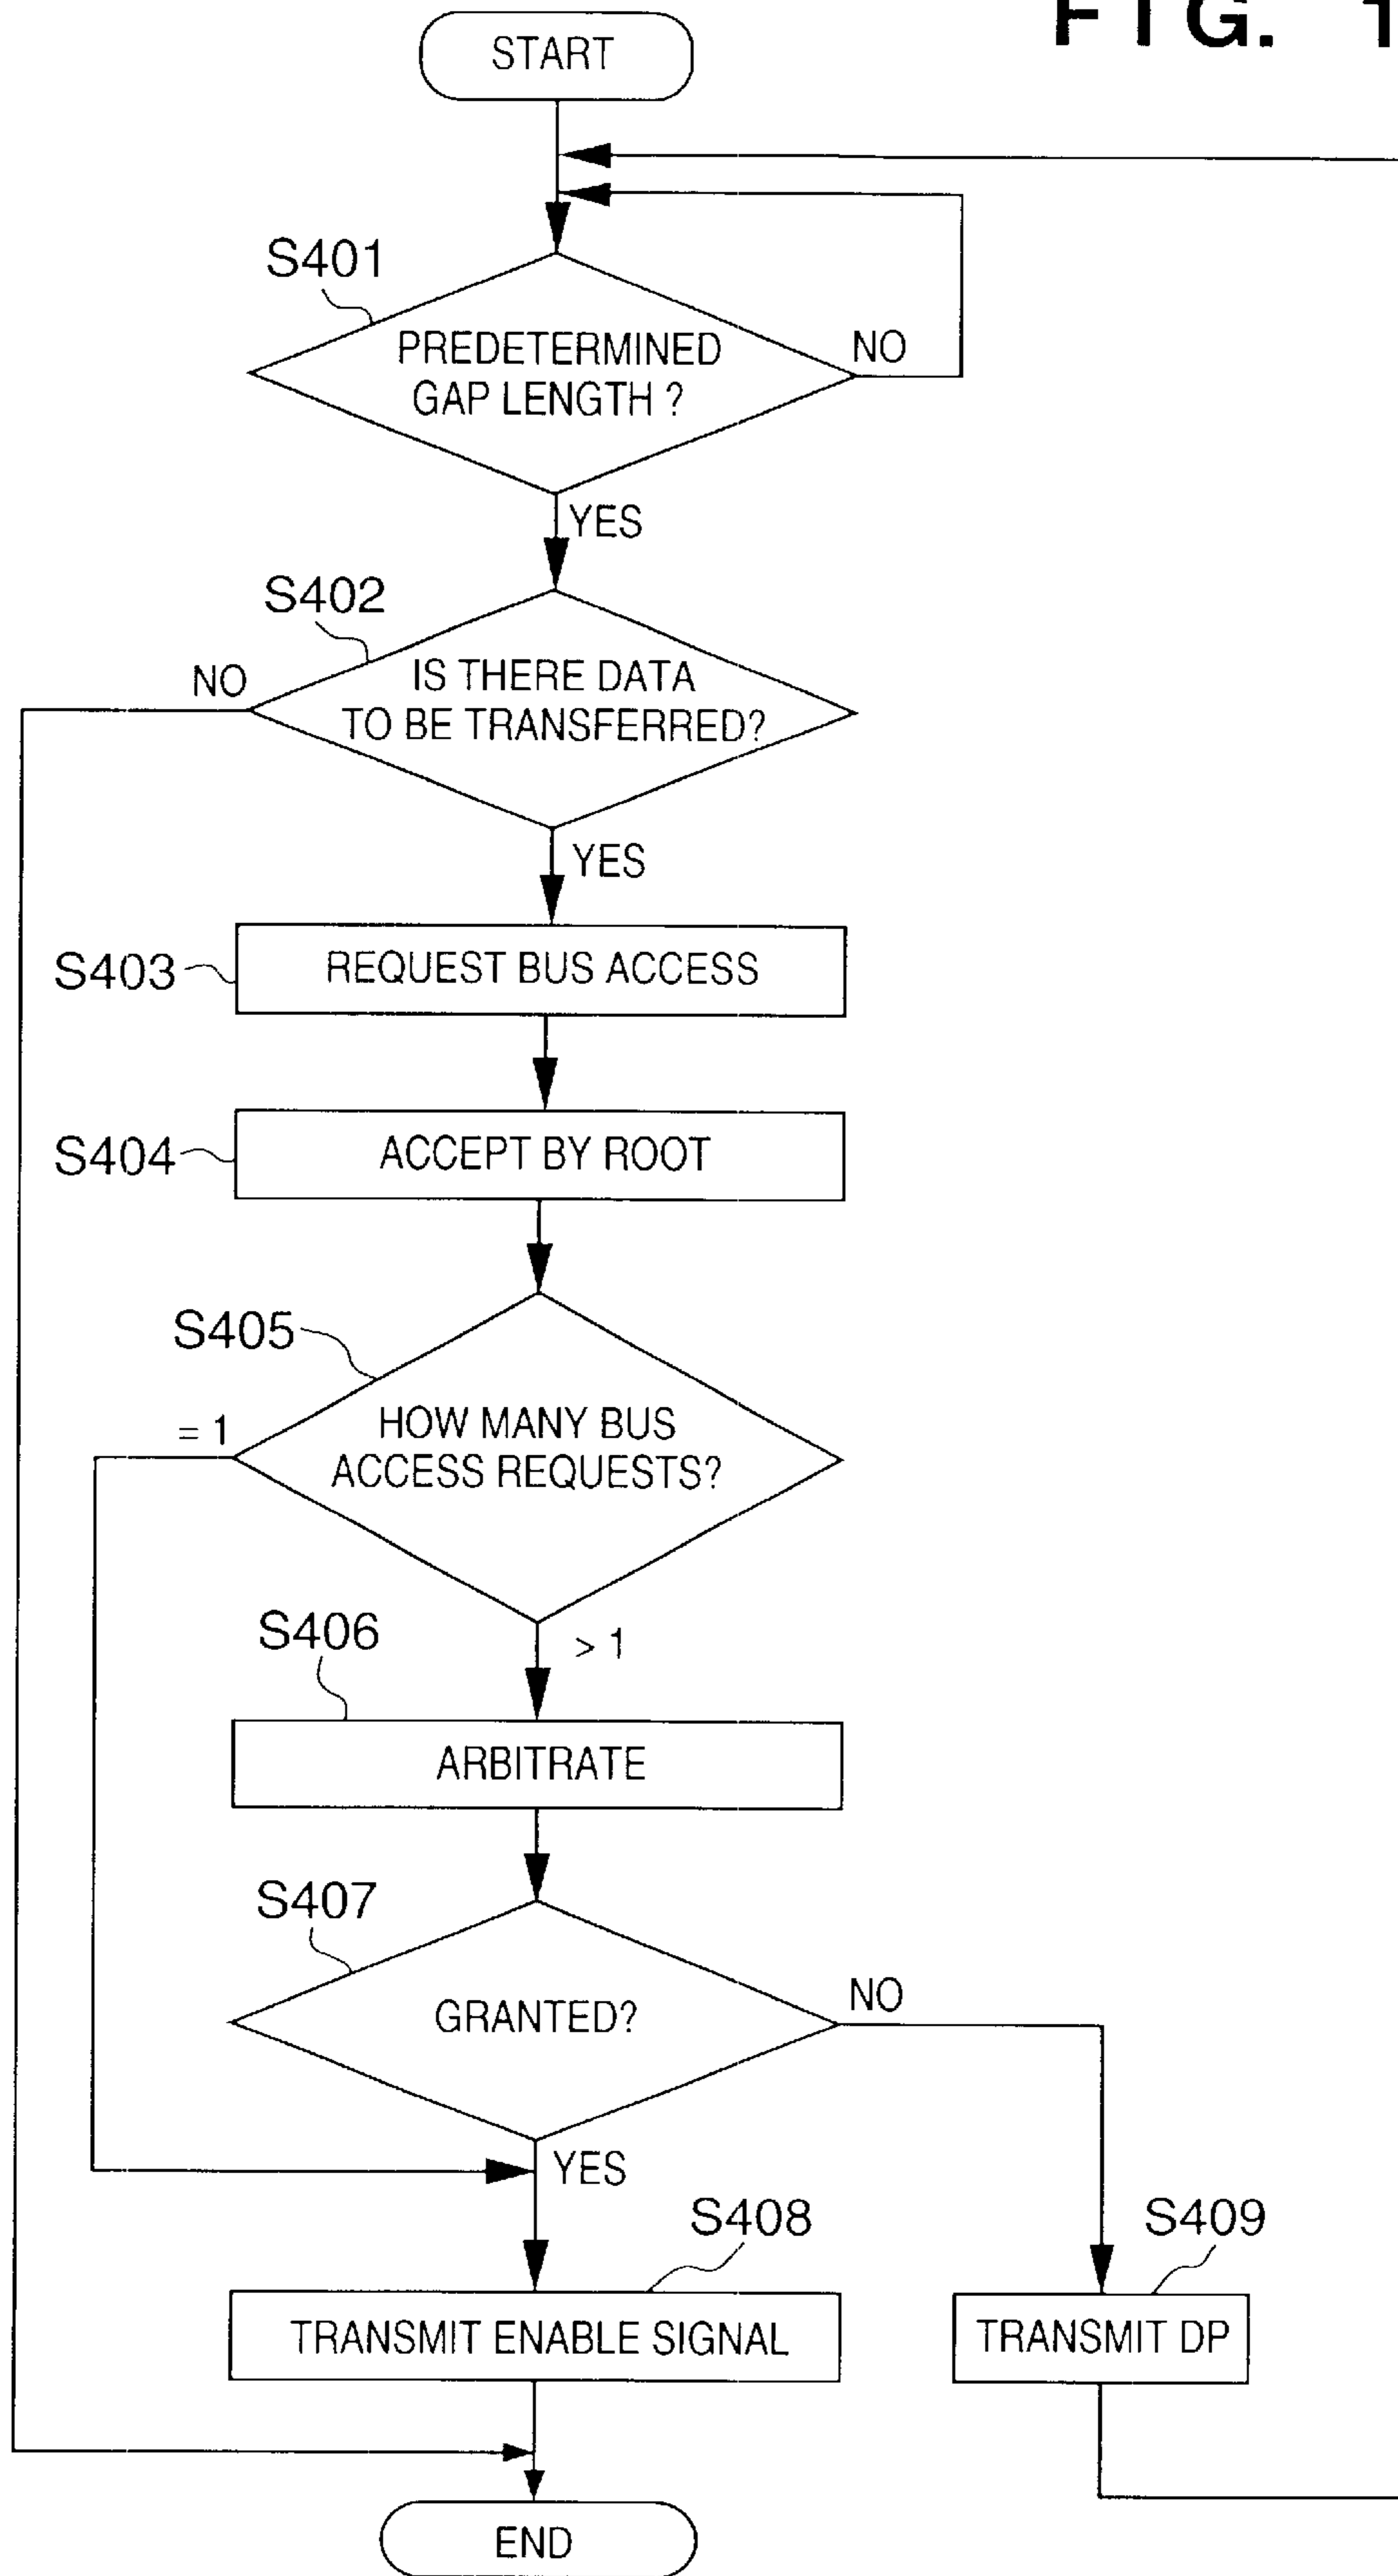 FIG. 1
START
S401
PREDETERMINED
GAP LENGTH ?
NO
YES
S402
IS THERE DATA
TO BE TRANSFERRED?
NO
YES
S403
REQUEST BUS ACCESS
S404
ACCEPT BY ROOT
S405
HOW MANY BUS
ACCESS REQUESTS?
= 1
> 1
S406
ARBITRATE
S407
GRANTED?
NO
YES
S408
TRANSMIT ENABLE SIGNAL
S409
TRANSMIT DP
END